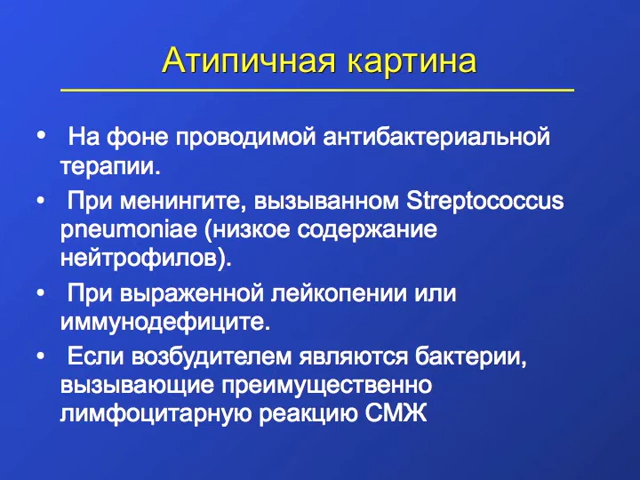 Атипичная картина
• На фоне проводимой антибактериальной
терапии.
• При менингите, вызыванном Streptococcus
pneumoniae (низкое содержание
нейтрофилов).
• При выраженной лейкопении или
иммунодефиците.
• Если возбудителем являются бактерии,
вызывающие преимущественно
лимфоцитарную реакцию СМЖ